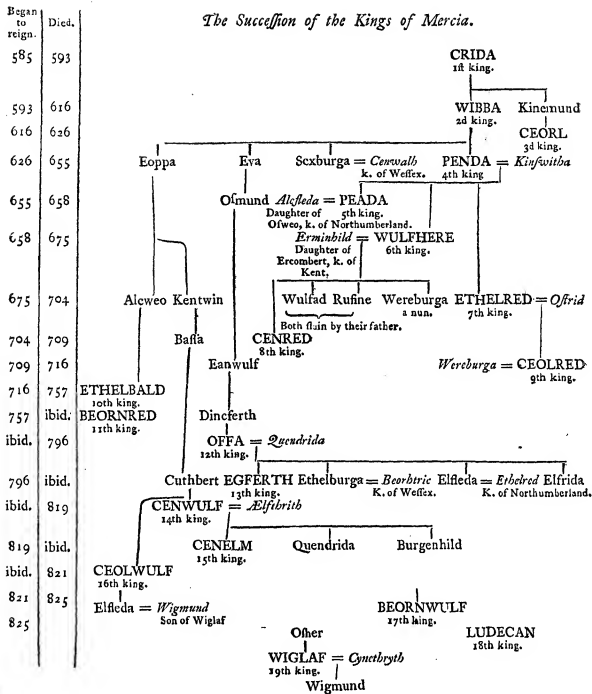 Began to reign. Died. The Succeſſion of the Kings of Mercia.
585 593 CRIDA
1ſt king.
593 616 WIBBA Kinemund
2d king.
616 626 CEORL
3d king.
626 655 Eoppa Eva Sexburga = Cenwalh PENDA = Kinſwitha
k. of Weſſex. 4th king
655 658 Oſmund Alcfleda = PEADA
Daughter of 5th king.
Oſweo, k. of Northumberland.
658 675 Erminhild = WULFHERE
Daughter of 6th king.
Ercombert, k. of
Kent.
675 704 Alcweo Kentwin Wulfad Rufine Wereburga ETHELRED = Oſtrid
a nun. 7th king.
Both ſlain by their father.
704 709 Baſſa CENRED
8th king.
709 716 Eanwulf Wereburga = CEOLRED
9th king.
716 757 ETHELBALD
10th king.
757 ibid. BEORNRED Dincferth
11th king.
ibid. 796 OFFA = Quendrida
12th king.
796 ibid. Cuthbert EGFERTH Ethelburga = Beorhtric Elfleda = Ethelred Elfrida
13th king. K. of Weſſex. K. of Northumberland.
ibid. 819 CENWULF = Ælfthrith
14th king.
819 ibid. CENELM Quendrida Burgenhild
15th king.
ibid. 821 CEOLWULF
16th king.
821 825 Elfleda = Wigmund BEORNWULF
Son of Wiglaf 17th king.
825 Oſher LUDECAN
18th king.
WIGLAF = Cynethryth
19th king.
Wigmund